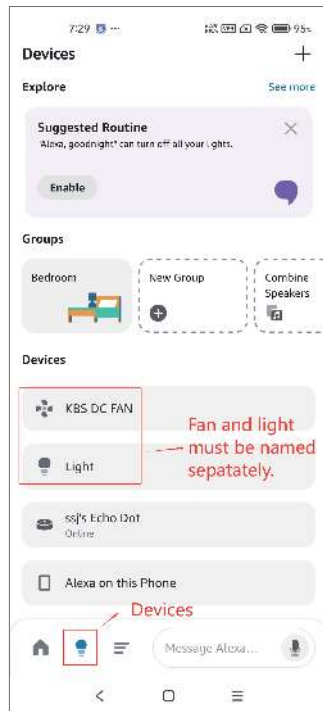 7:29
95%
Devices
Explore
See more
Suggested Routine
"Alexa, goodnight" can turn off all your lights.
Enable
Groups
Bedroom
New Group
Combine
Speakers
Devices
KBS DC FAN
Light
Fan and light
must be named
sepatately.
ssj's Echo Dot
Online
Alexa on this Phone
Devices
Message Alexa...